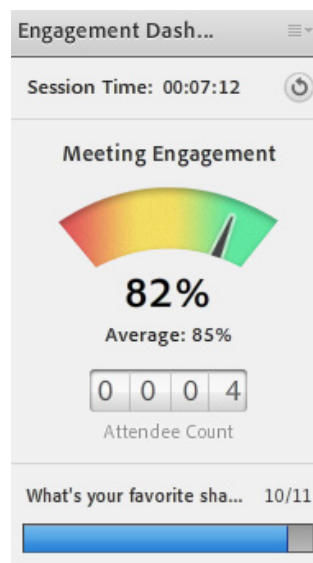 Engagement Dash...
Session Time: 00:07:12
Meeting Engagement
82%
Average: 85%
0 0 0 4
Attendee Count
What's your favorite sha... 10/11